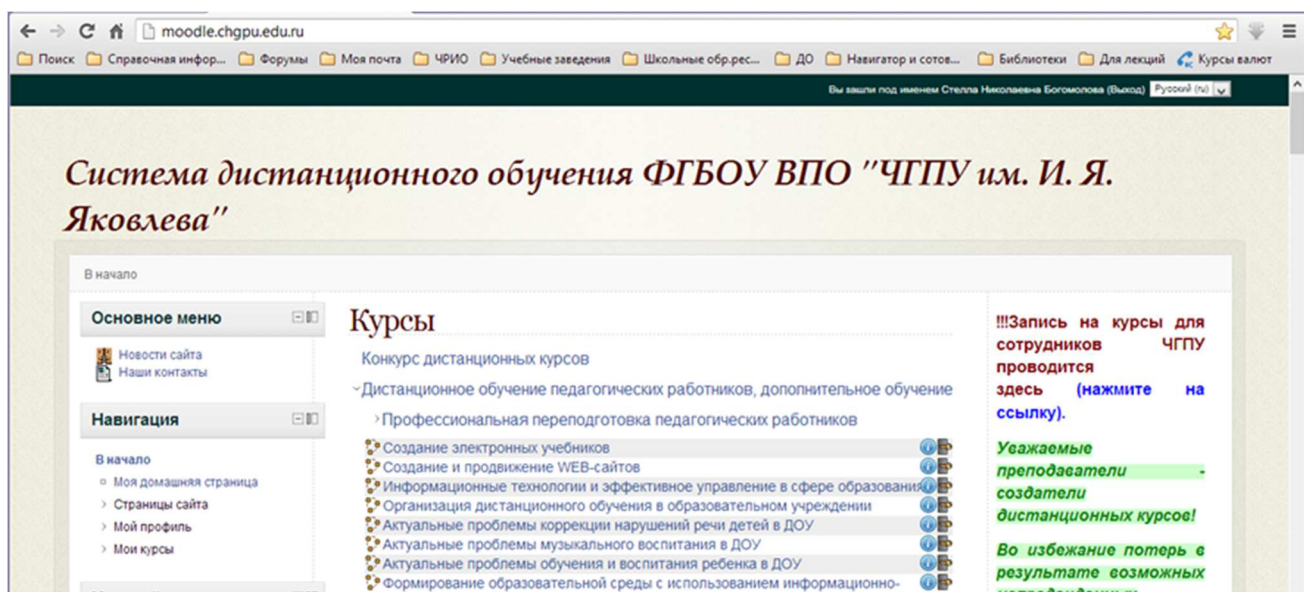 moodle.chgpu.edu.ru
Поиск Справочная инфор... Форумы Моя почта ЧРИО Учебные заведения Школьные обр.рес... ДО Навигатор и сотов... Библиотеки Для лекций Курсы валют
Вы зашли под именем Стелла Николаевна Богомолова (Выход) Русский (ru)
Система дистанционного обучения ФГБОУ ВПО "ЧГПУ им. И. Я.
Яковлева"
В начало
Основное меню
Новости сайта
Наши контакты
Навигация
В начало
Моя домашняя страница
Страницы сайта
Мой профиль
Мои курсы
Курсы
Конкурс дистанционных курсов
Дистанционное обучение педагогических работников, дополнительное обучение
Профессиональная переподготовка педагогических работников
Создание электронных учебников
Создание и продвижение WEB-сайтов
Информационные технологии и эффективное управление в сфере образования
Организация дистанционного обучения в образовательном учреждении
Актуальные проблемы коррекции нарушений речи детей в ДОУ
Актуальные проблемы музыкального воспитания в ДОУ
Актуальные проблемы обучения и воспитания ребенка в ДОУ
Формирование образовательной среды с использованием информационно-
!!!Запись на курсы для
сотрудников ЧГПУ
проводится
здесь (нажмите на
ссылку).
Уважаемые
преподаватели -
создатели
дистанционных курсов!
Во избежание потерь в
результате возможных